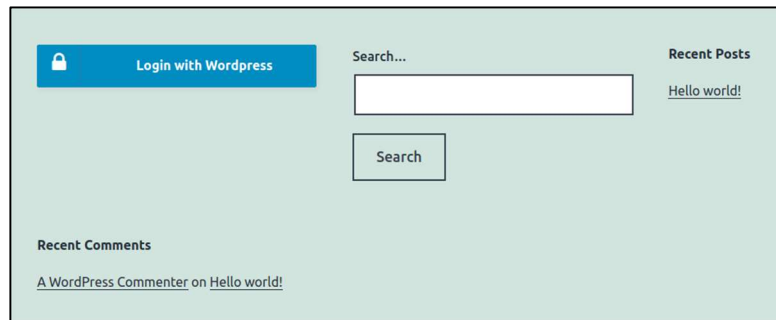 Login with Wordpress
Search...
Search
Recent Posts
Hello world!
Recent Comments
A WordPress Commenter on Hello world!